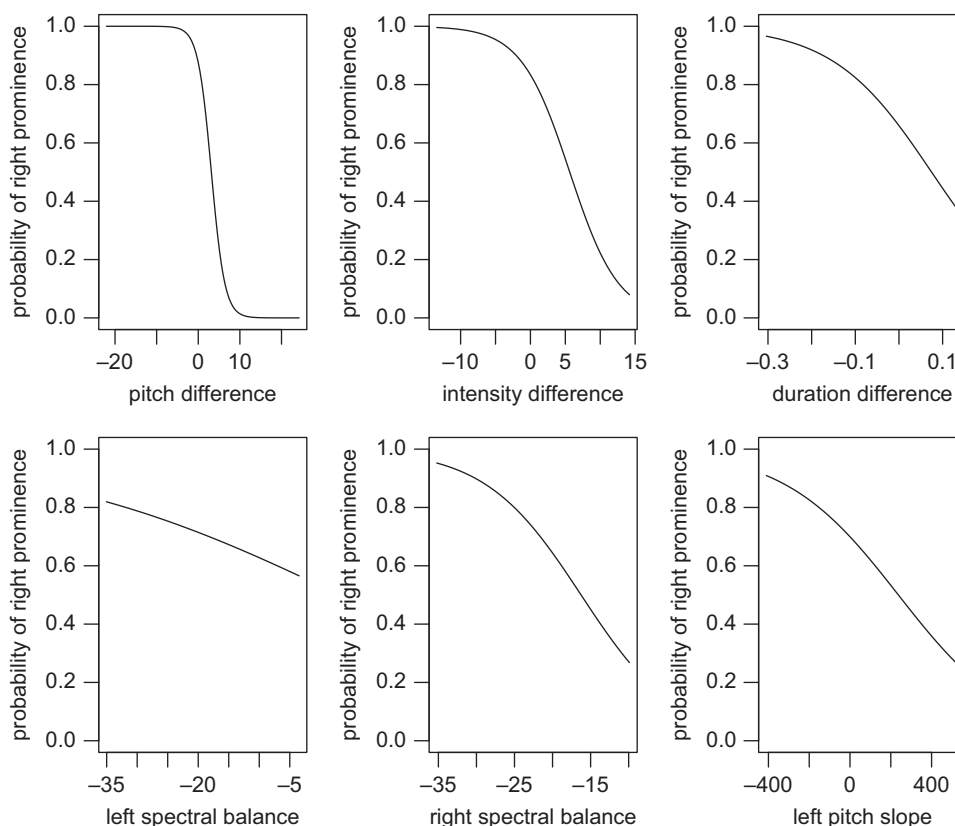 probability of right prominence
1.0
0.8
0.6
0.4
0.2
0.0
–20 0 10
pitch difference
probability of right prominence
1.0
0.8
0.6
0.4
0.2
0.0
–10 0 5 15
intensity difference
probability of right prominence
1.0
0.8
0.6
0.4
0.2
0.0
–0.3 –0.1 0.1
duration difference
probability of right prominence
1.0
0.8
0.6
0.4
0.2
0.0
–35 –20 –5
left spectral balance
probability of right prominence
1.0
0.8
0.6
0.4
0.2
0.0
–35 –25 –15
right spectral balance
probability of right prominence
1.0
0.8
0.6
0.4
0.2
0.0
–400 0 400
left pitch slope